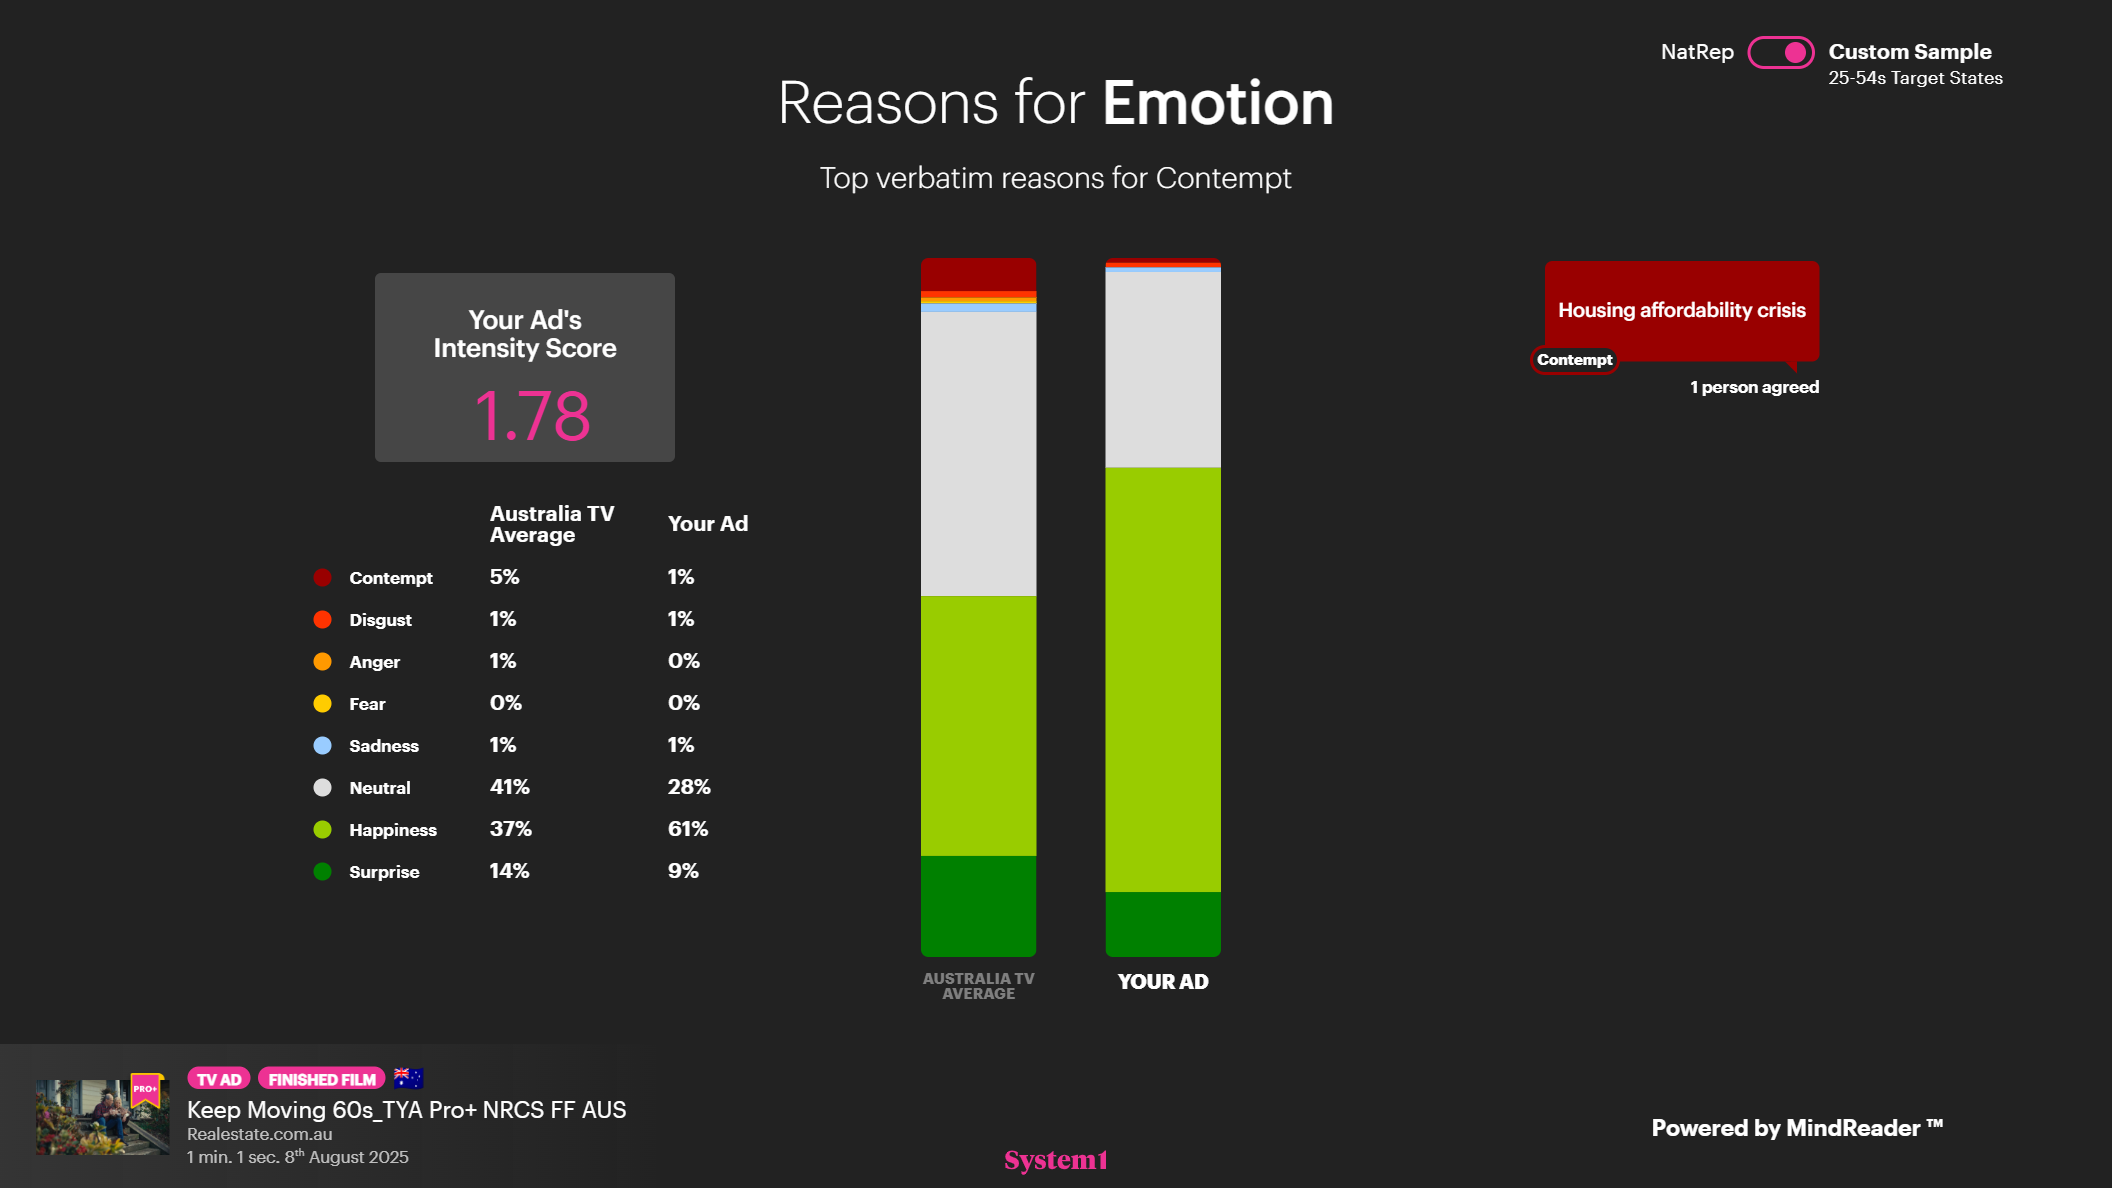 NatRep
Custom Sample
25-54s Target States
Reasons for Emotion
Top verbatim reasons for Contempt
Your Ad's
Intensity Score
1.78
Australia TV
Average
Your Ad
Contempt 5% 1%
Disgust 1% 1%
Anger 1% 0%
Fear 0% 0%
Sadness 1% 1%
Neutral 41% 28%
Happiness 37% 61%
Surprise 14% 9%
AUSTRALIA TV
AVERAGE
YOUR AD
Housing affordability crisis
Contempt
1 person agreed
PRO+
TV AD FINISHED FILM
Keep Moving 60s_TYA Pro+ NRCS FF AUS
Realestate.com.au
1 min. 1 sec. 8th August 2025
System1
Powered by MindReader ™